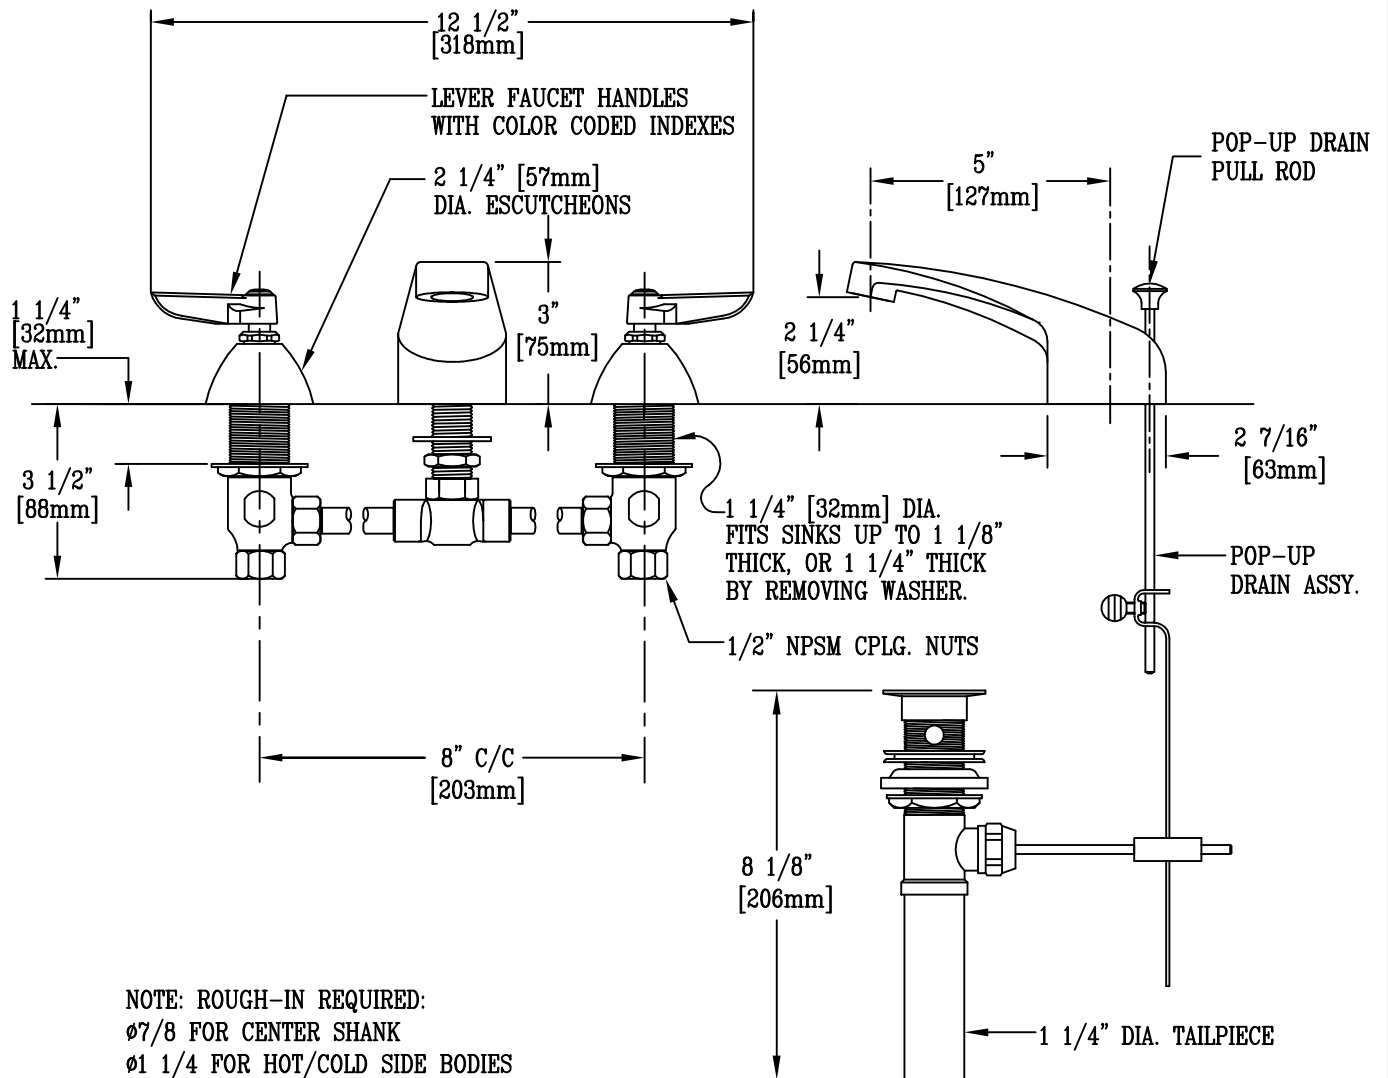 12 1/2"
[318mm]
LEVER FAUCET HANDLES
WITH COLOR CODED INDEXES
2 1/4" [57mm]
DIA. ESCUTCHEONS
5"
[127mm]
POP-UP DRAIN
PULL ROD
1 1/4"
[32mm]
MAX.
3"
[75mm]
2 1/4"
[56mm]
2 7/16"
[63mm]
3 1/2"
[88mm]
1 1/4" [32mm] DIA.
FITS SINKS UP TO 1 1/8"
THICK, OR 1 1/4" THICK
BY REMOVING WASHER.
POP-UP
DRAIN ASSY.
1/2" NPSM CPLG. NUTS
8" C/C
[203mm]
8 1/8"
[206mm]
NOTE: ROUGH-IN REQUIRED:
ø7/8 FOR CENTER SHANK
ø1 1/4 FOR HOT/COLD SIDE BODIES
1 1/4" DIA. TAILPIECE